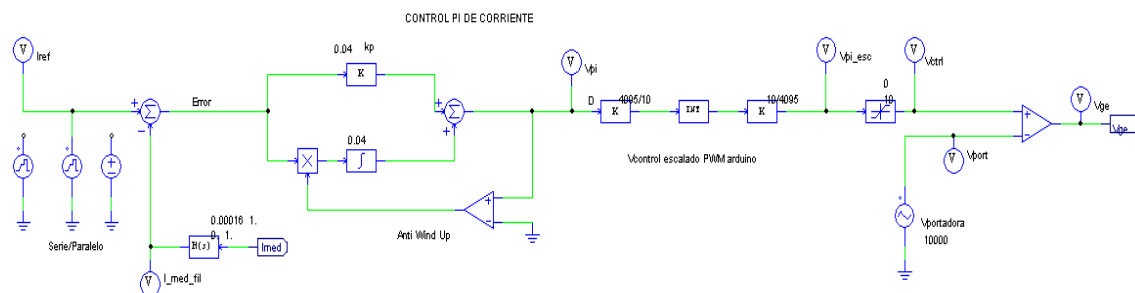 CONTROL PI DE CORRIENTE
V
Iref
0.04 kp
K
Error
0.04
∫
Anti Wind Up
V
Vpi
D
4095/10
K
INT
10/4095
K
V
Vpi_esc
0
10
V
Vctrl
Vcontrol escalado PWM arduino
V
Vport
V
Vge
Vge
Vportadora
10000
Serie/Paralelo
0.00016 1.
0. 1.
H(s)
Imed
V
I_med_fil